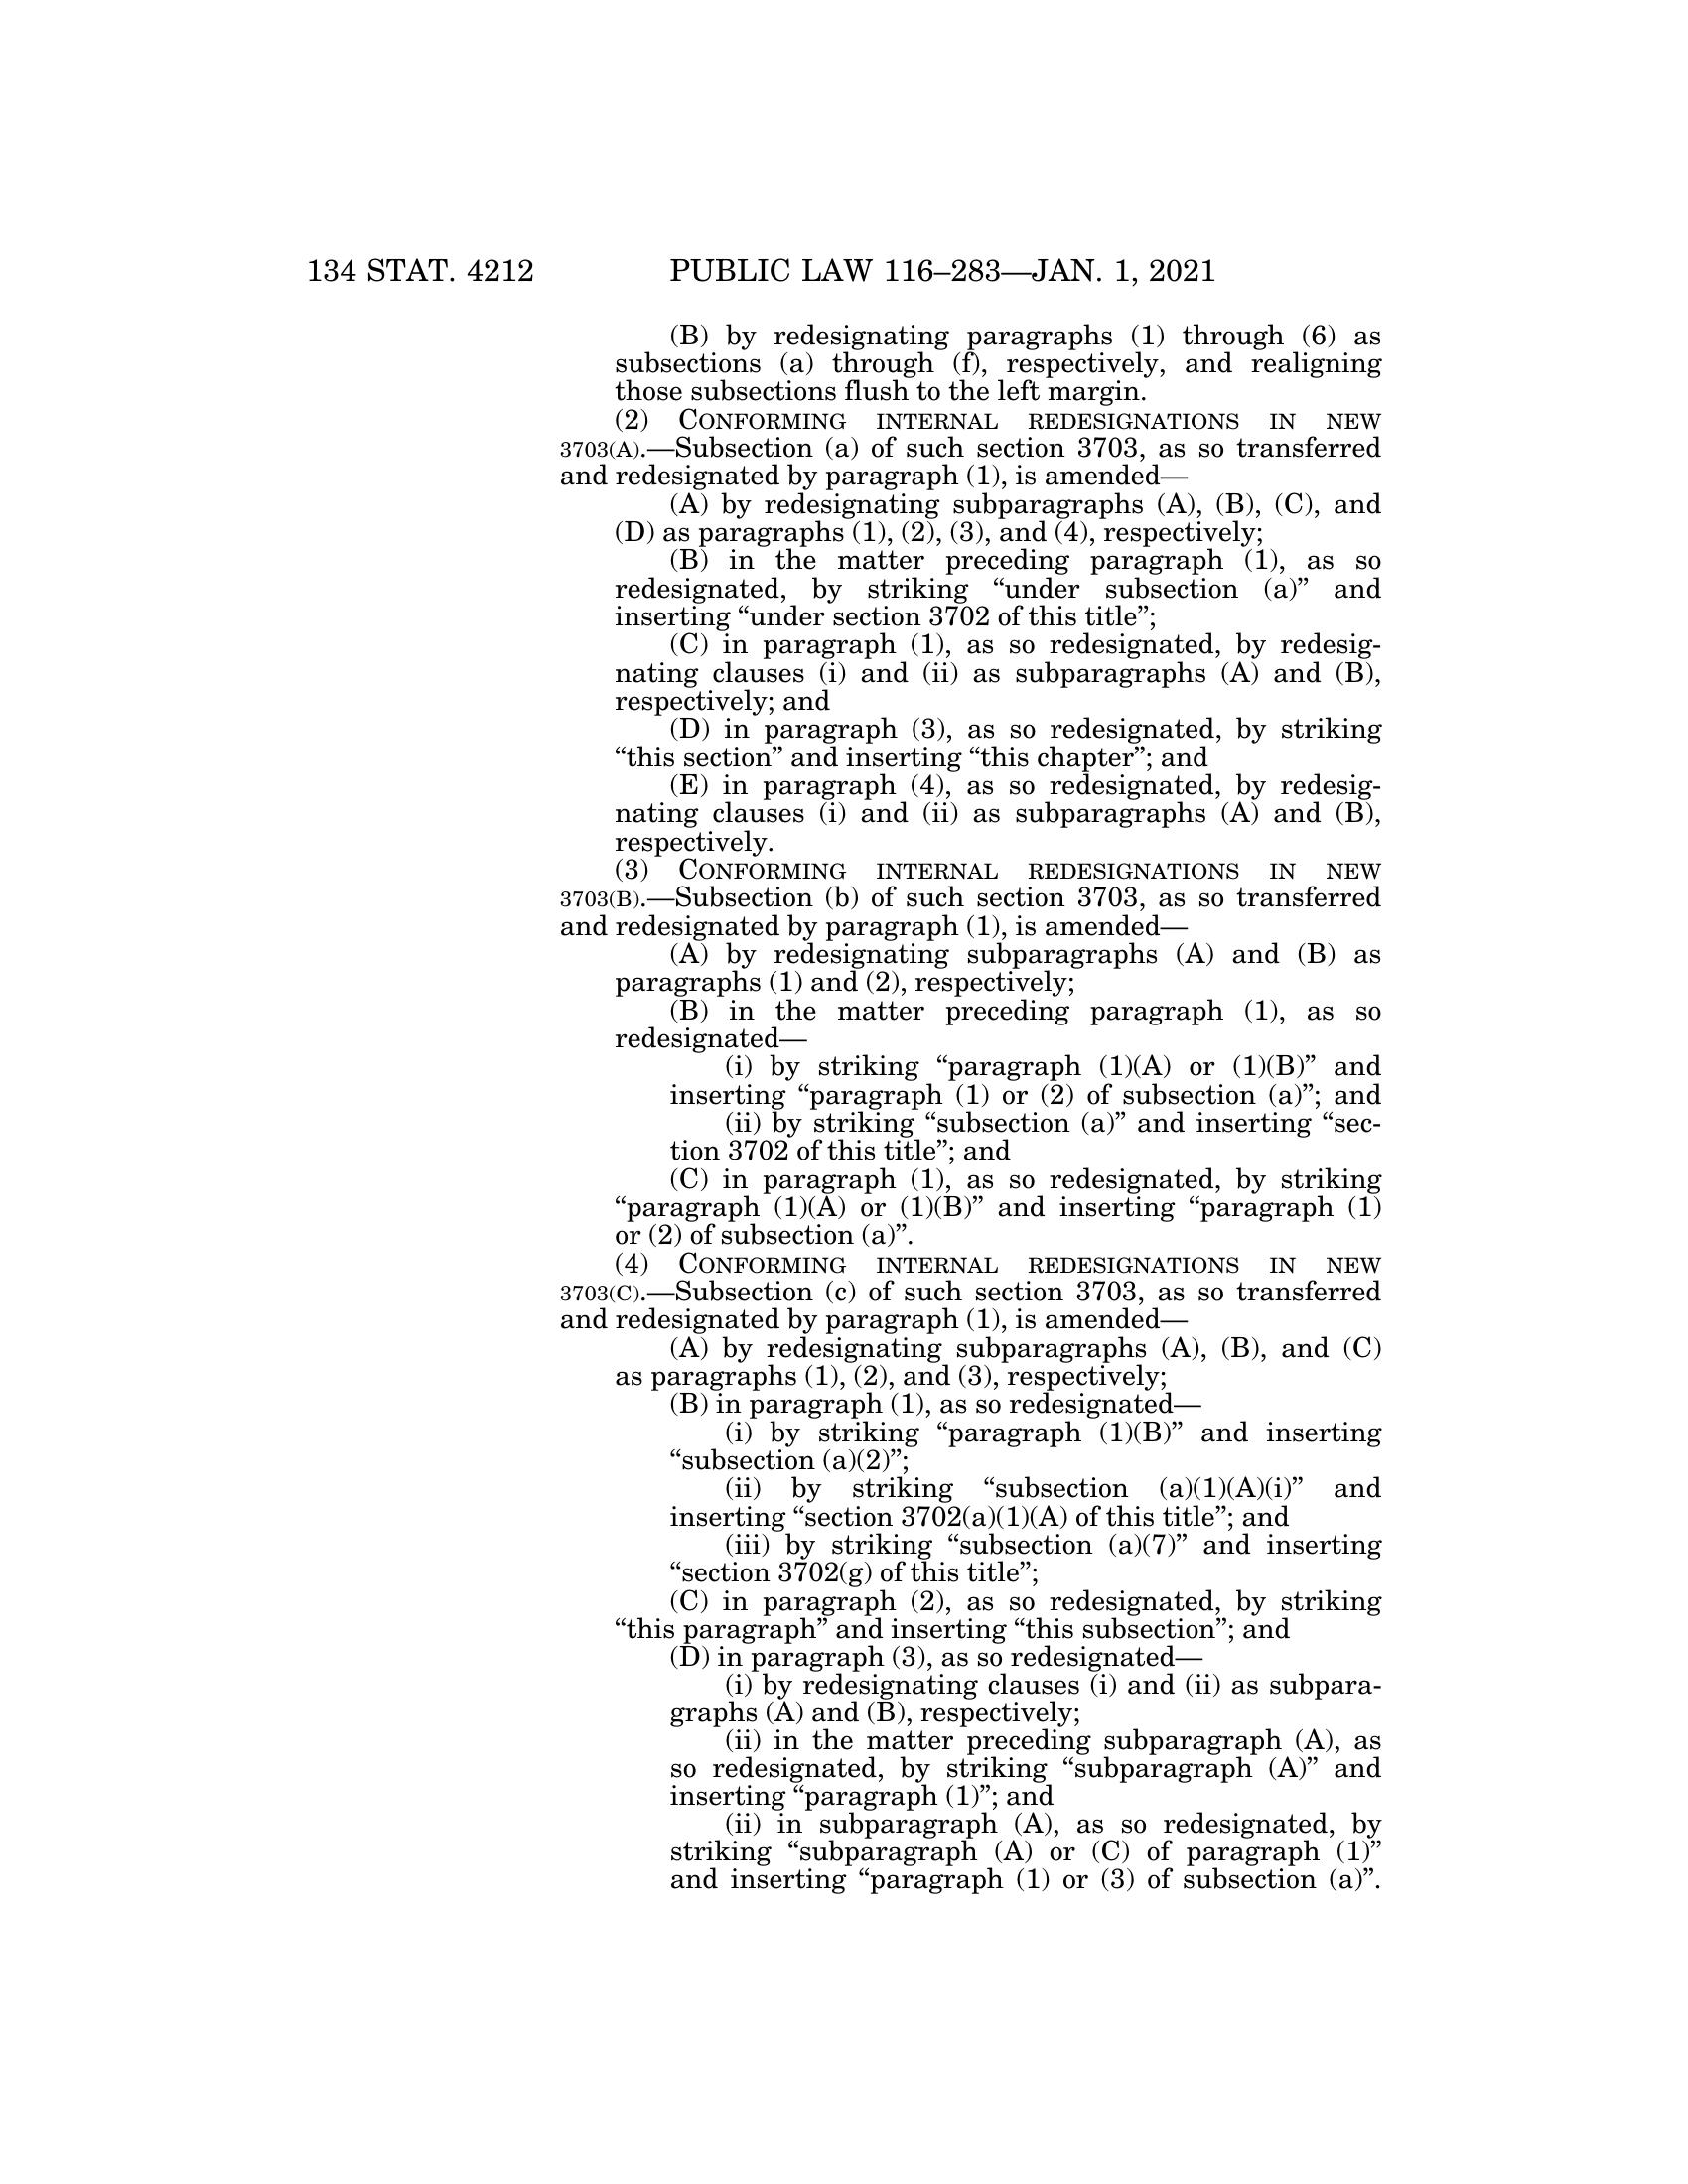 134 STAT. 4212 PUBLIC LAW 116–283—JAN. 1, 2021
(B) by redesignating paragraphs (1) through (6) as
subsections (a) through (f), respectively, and realigning
those subsections flush to the left margin.
(2) CONFORMING INTERNAL REDESIGNATIONS IN NEW
3703(A).—Subsection (a) of such section 3703, as so transferred
and redesignated by paragraph (1), is amended—
(A) by redesignating subparagraphs (A), (B), (C), and
(D) as paragraphs (1), (2), (3), and (4), respectively;
(B) in the matter preceding paragraph (1), as so
redesignated, by striking “under subsection (a)” and
inserting “under section 3702 of this title”;
(C) in paragraph (1), as so redesignated, by redesig-
nating clauses (i) and (ii) as subparagraphs (A) and (B),
respectively; and
(D) in paragraph (3), as so redesignated, by striking
“this section” and inserting “this chapter”; and
(E) in paragraph (4), as so redesignated, by redesig-
nating clauses (i) and (ii) as subparagraphs (A) and (B),
respectively.
(3) CONFORMING INTERNAL REDESIGNATIONS IN NEW
3703(B).—Subsection (b) of such section 3703, as so transferred
and redesignated by paragraph (1), is amended—
(A) by redesignating subparagraphs (A) and (B) as
paragraphs (1) and (2), respectively;
(B) in the matter preceding paragraph (1), as so
redesignated—
(i) by striking “paragraph (1)(A) or (1)(B)” and
inserting “paragraph (1) or (2) of subsection (a)”; and
(ii) by striking “subsection (a)” and inserting “sec-
tion 3702 of this title”; and
(C) in paragraph (1), as so redesignated, by striking
“paragraph (1)(A) or (1)(B)” and inserting “paragraph (1)
or (2) of subsection (a)”.
(4) CONFORMING INTERNAL REDESIGNATIONS IN NEW
3703(C).—Subsection (c) of such section 3703, as so transferred
and redesignated by paragraph (1), is amended—
(A) by redesignating subparagraphs (A), (B), and (C)
as paragraphs (1), (2), and (3), respectively;
(B) in paragraph (1), as so redesignated—
(i) by striking “paragraph (1)(B)” and inserting
“subsection (a)(2)”;
(ii) by striking “subsection (a)(1)(A)(i)” and
inserting “section 3702(a)(1)(A) of this title”; and
(iii) by striking “subsection (a)(7)” and inserting
“section 3702(g) of this title”;
(C) in paragraph (2), as so redesignated, by striking
“this paragraph” and inserting “this subsection”; and
(D) in paragraph (3), as so redesignated—
(i) by redesignating clauses (i) and (ii) as subpara-
graphs (A) and (B), respectively;
(ii) in the matter preceding subparagraph (A), as
so redesignated, by striking “subparagraph (A)” and
inserting “paragraph (1)”; and
(ii) in subparagraph (A), as so redesignated, by
striking “subparagraph (A) or (C) of paragraph (1)”
and inserting “paragraph (1) or (3) of subsection (a)”.